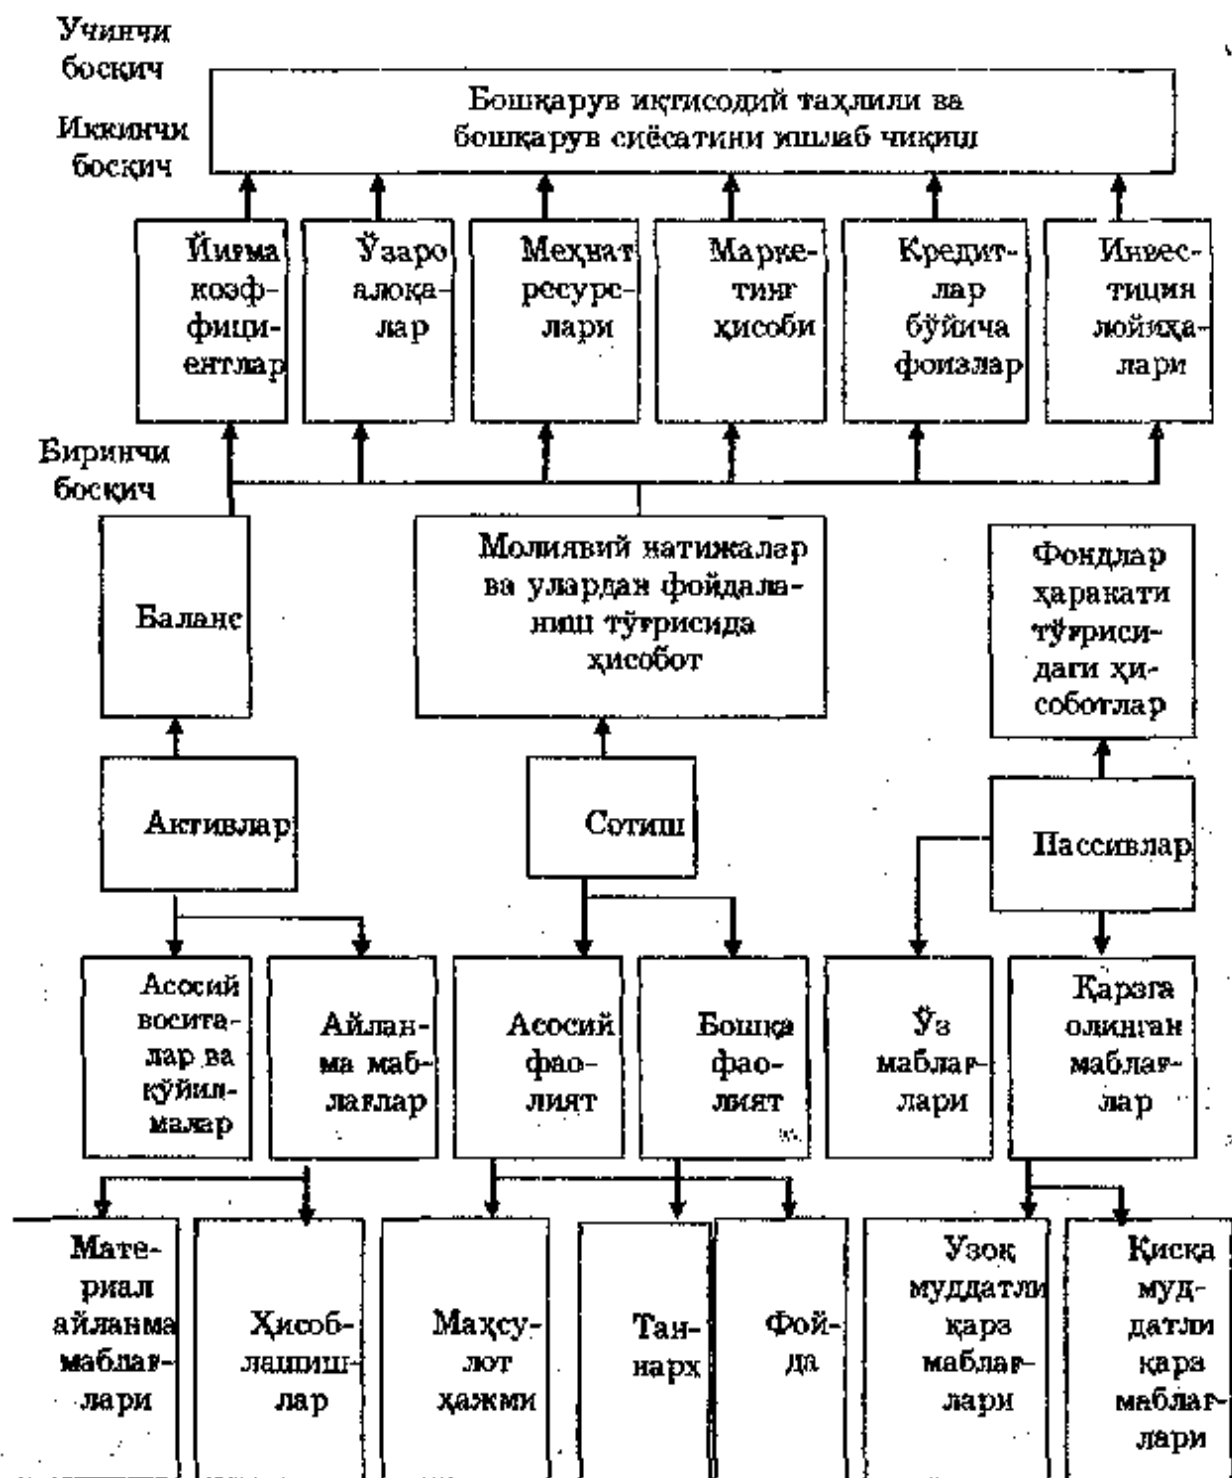 Учинчи
босқич
Бошқарув иқтисодий таҳлили ва
бошқарув сиёсатини ишлаб чиқиш
Иккинчи
босқич
Йиғма
коэф-
фици-
ентлар
Ўзаро
алоқа-
лар
Меҳнат
ресурс-
лари
Марке-
тинг
ҳисоби
Кредит-
лар
бўйича
фоизлар
Инвес-
тиция
лойиҳа-
лари
Биринчи
босқич
Баланс
Молиявий натижалар
ва улардан фойдала-
ниш тўғрисида
ҳисобот
Фондлар
ҳаракати
тўғриси-
даги ҳи-
соботлар
Активлар
Сотиш
Пассивлар
Асосий
восита-
лар ва
қўйил-
малар
Айлан-
ма маб-
лағлар
Асосий
фао-
лият
Бошқа
фао-
лият
Ўз
маблағ-
лари
Қарзга
олинган
маблағ-
лар
Мате-
риал
айланма
маблағ-
лари
Ҳисоб-
лашиш-
лар
Маҳсу-
лот
ҳажми
Тан-
нарх
Фой-
да
Узоқ
муддатли
қарз
маблағ-
лари
Қисқа
муд-
датли
қарз
маблағ-
лари